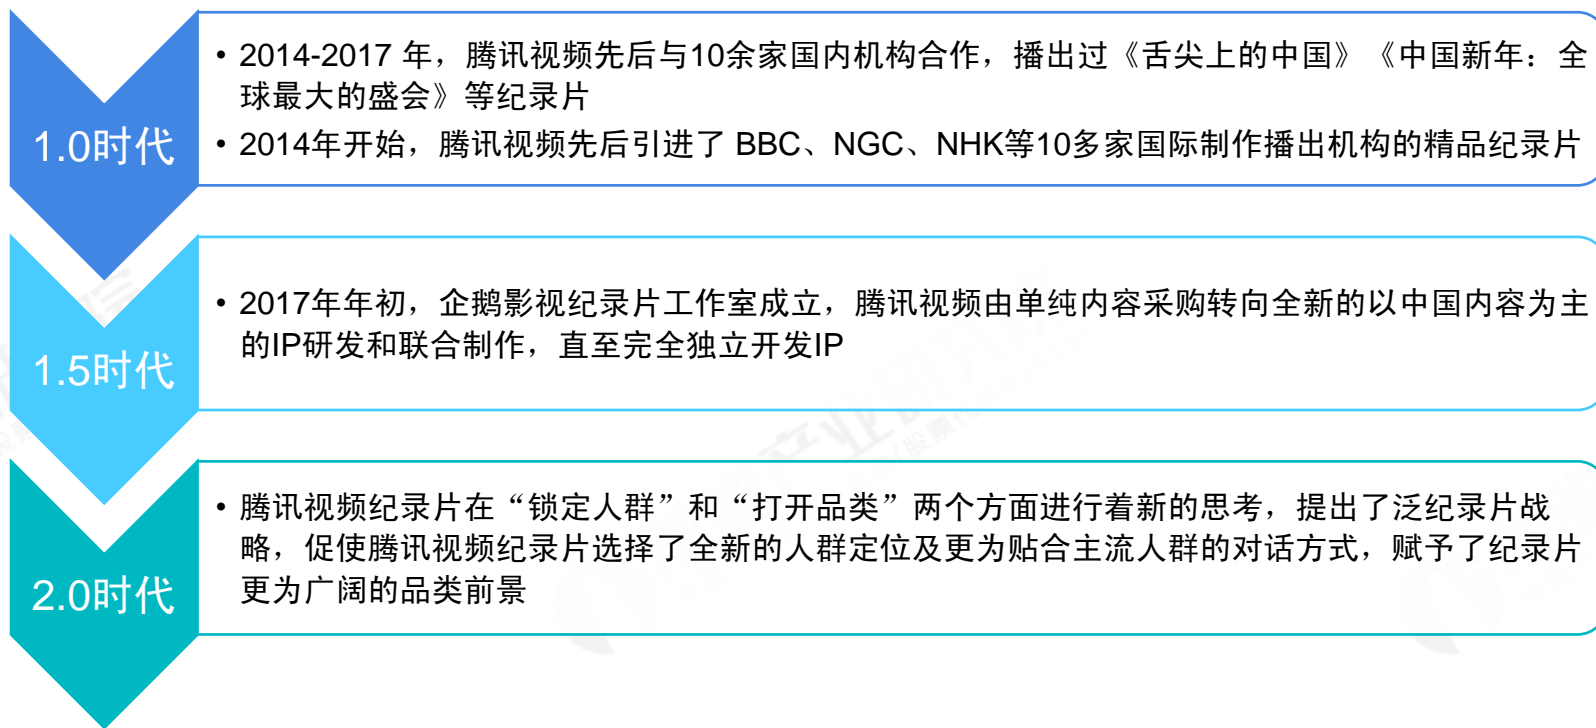 1.0时代
• 2014-2017 年，腾讯视频先后与10余家国内机构合作，播出过《舌尖上的中国》《中国新年：全
球最大的盛会》等纪录片
• 2014年开始，腾讯视频先后引进了 BBC、NGC、NHK等10多家国际制作播出机构的精品纪录片
1.5时代
• 2017年年初，企鹅影视纪录片工作室成立，腾讯视频由单纯内容采购转向全新的以中国内容为主
的IP研发和联合制作，直至完全独立开发IP
2.0时代
• 腾讯视频纪录片在“锁定人群”和“打开品类”两个方面进行着新的思考，提出了泛纪录片战
略，促使腾讯视频纪录片选择了全新的人群定位及更为贴合主流人群的对话方式，赋予了纪录片
更为广阔的品类前景